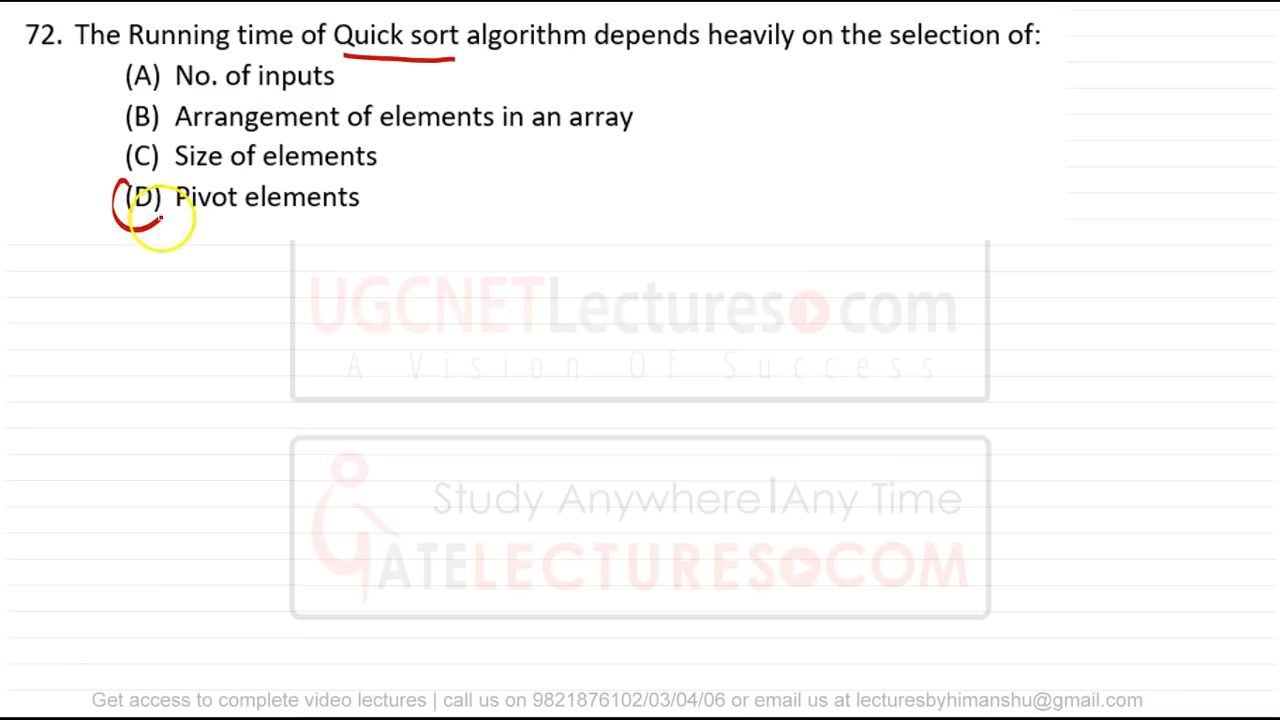 72. The Running time of Quick sort algorithm depends heavily on the selection of:
(A) No. of inputs
(B) Arrangement of elements in an array
(C) Size of elements
(D) Pivot elements
UGCNETLectures.com
A Vision Of Success
Study Anywhere|Any Time
GATELECTURES.COM
Get access to complete video lectures | call us on 9821876102/03/04/06 or email us at lecturesbyhimanshu@gmail.com